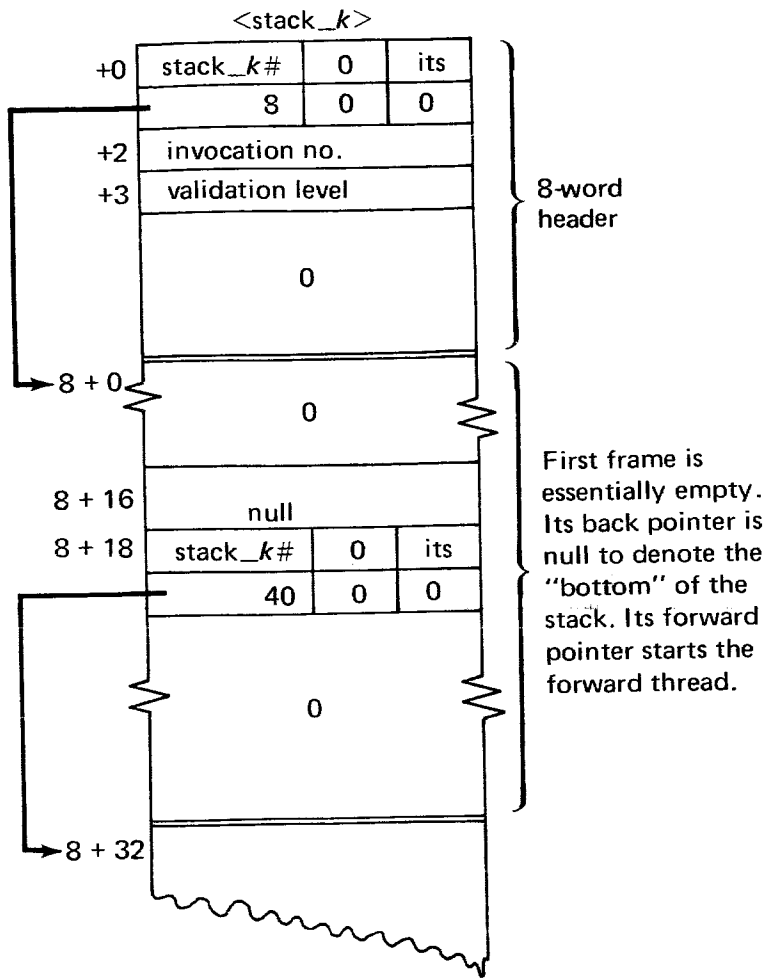 <stack_k>
+0 stack_k# 0 its
8 0 0
+2 invocation no.
+3 validation level
0
8-word
header
8 + 0
0
8 + 16 null
8 + 18 stack_k# 0 its
40 0 0
0
First frame is
essentially empty.
Its back pointer is
null to denote the
“bottom” of the
stack. Its forward
pointer starts the
forward thread.
8 + 32